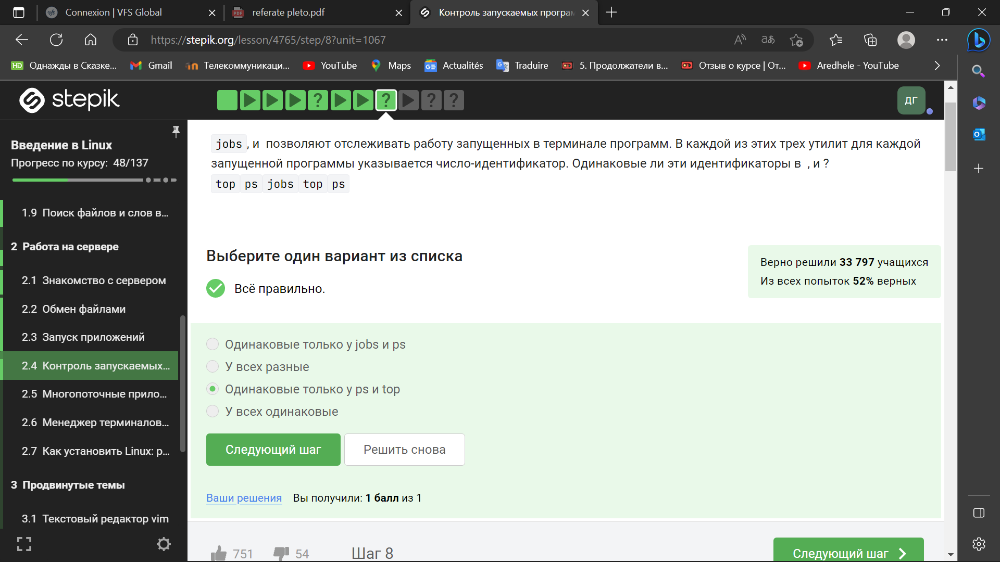 Connexion | VFS Global
referate pleto.pdf
Контроль запускаемых програм
https://stepik.org/lesson/4765/step/8?unit=1067
Однажды в Сказке...
Gmail
Телекоммуникаци...
YouTube
Maps
Actualités
Traduire
5. Продолжатели в...
Отзыв о курсе | От...
Aredhele - YouTube
stepik
ДГ
Введение в Linux
Прогресс по курсу: 48/137
1.9 Поиск файлов и слов в...
2 Работа на сервере
2.1 Знакомство с сервером
2.2 Обмен файлами
2.3 Запуск приложений
2.4 Контроль запускаемых...
2.5 Многопоточные прило...
2.6 Менеджер терминалов...
2.7 Как установить Linux: р...
3 Продвинутые темы
3.1 Текстовый редактор vim
jobs , и позволяют отслеживать работу запущенных в терминале программ. В каждой из этих трех утилит для каждой
запущенной программы указывается число-идентификатор. Одинаковые ли эти идентификаторы в , и ?
top ps jobs top ps
Выберите один вариант из списка
Всё правильно.
Верно решили 33 797 учащихся
Из всех попыток 52% верных
Одинаковые только у jobs и ps
У всех разные
Одинаковые только у ps и top
У всех одинаковые
Следующий шаг
Решить снова
Ваши решения Вы получили: 1 балл из 1
751
54
Шаг 8
Следующий шаг